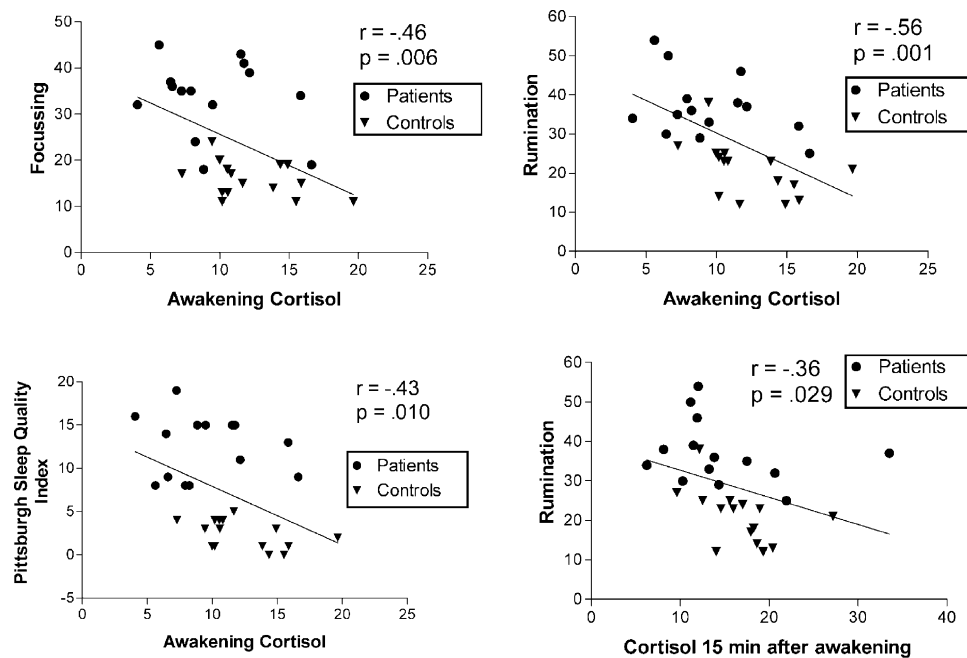 50
40
30
20
10
0
Focussing
r = -.46
p = .006
Patients
Controls
0 5 10 15 20 25
Awakening Cortisol
60
50
40
30
20
10
0
Rumination
r = -.56
p = .001
Patients
Controls
0 5 10 15 20 25
Awakening Cortisol
20
15
10
5
0
-5
Pittsburgh Sleep Quality
Index
r = -.43
p = .010
Patients
Controls
0 5 10 15 20 25
Awakening Cortisol
60
50
40
30
20
10
0
Rumination
r = -.36
p = .029
Patients
Controls
0 10 20 30 40
Cortisol 15 min after awakening